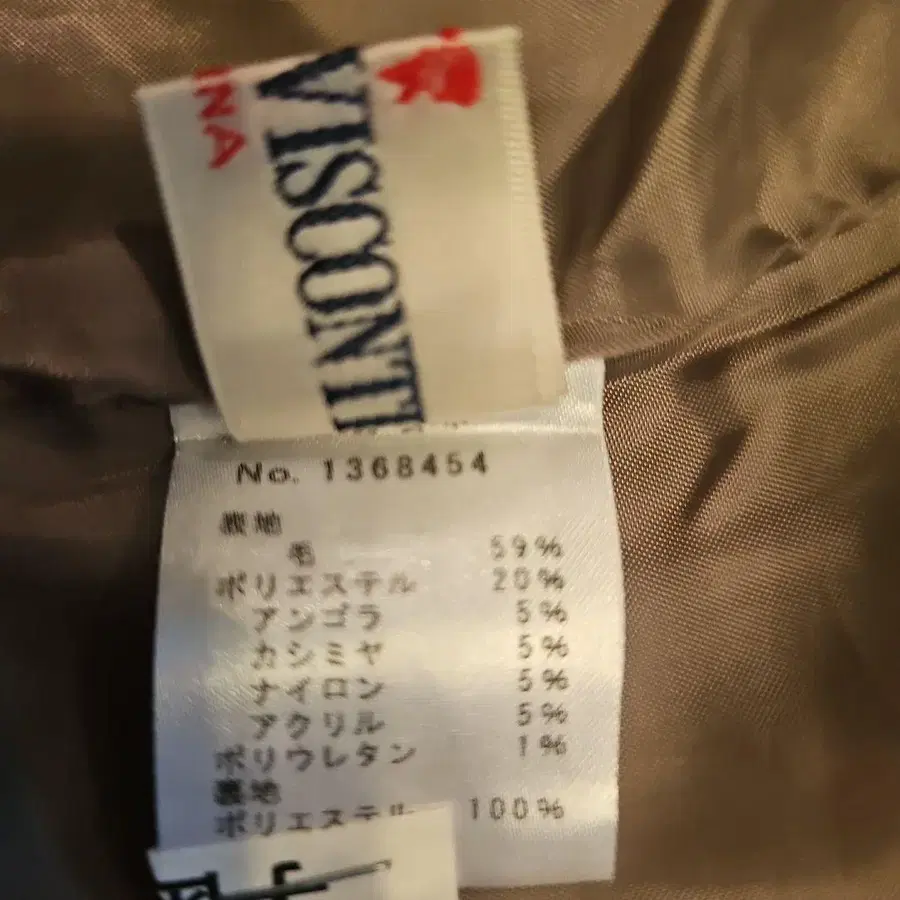 VISCONTI
No. 1368454
表地
毛 59%
ポリエステル 20%
アンゴラ 5%
カシミヤ 5%
ナイロン 5%
アクリル 5%
ポリウレタン 1%
裏地
ポリエステル 100%